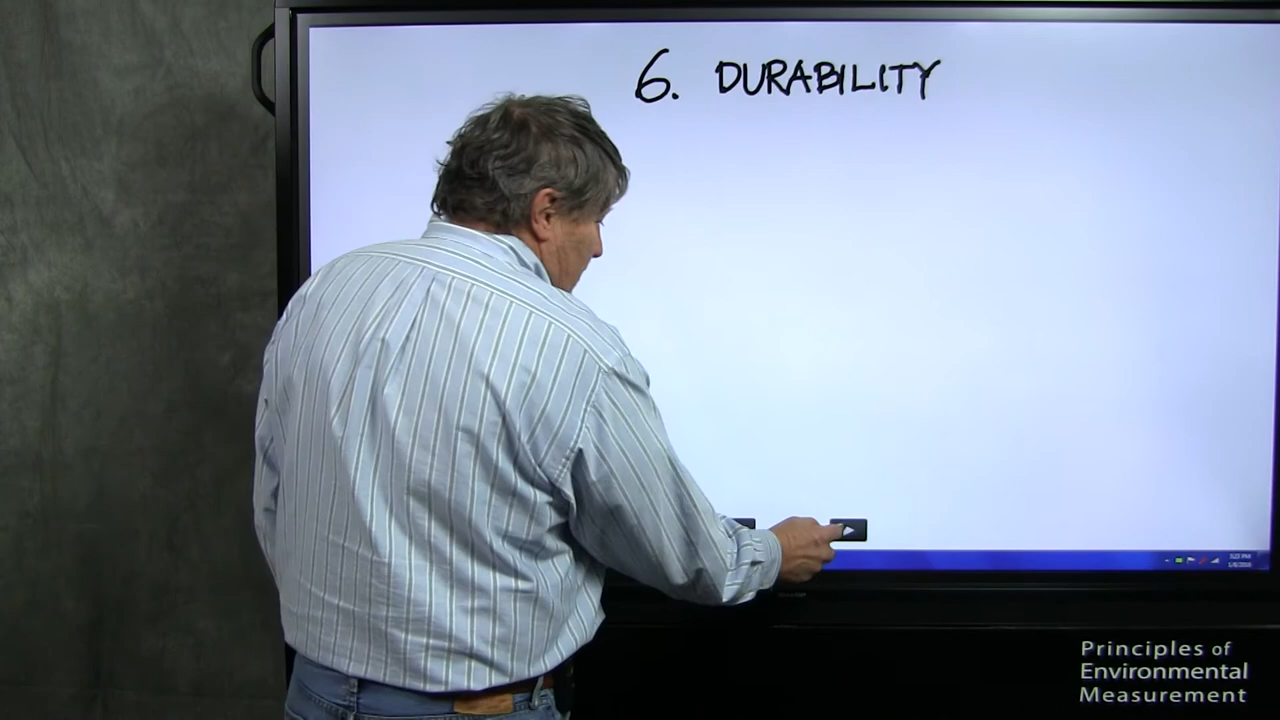 6. DURABILITY
Principles of
Environmental
Measurement